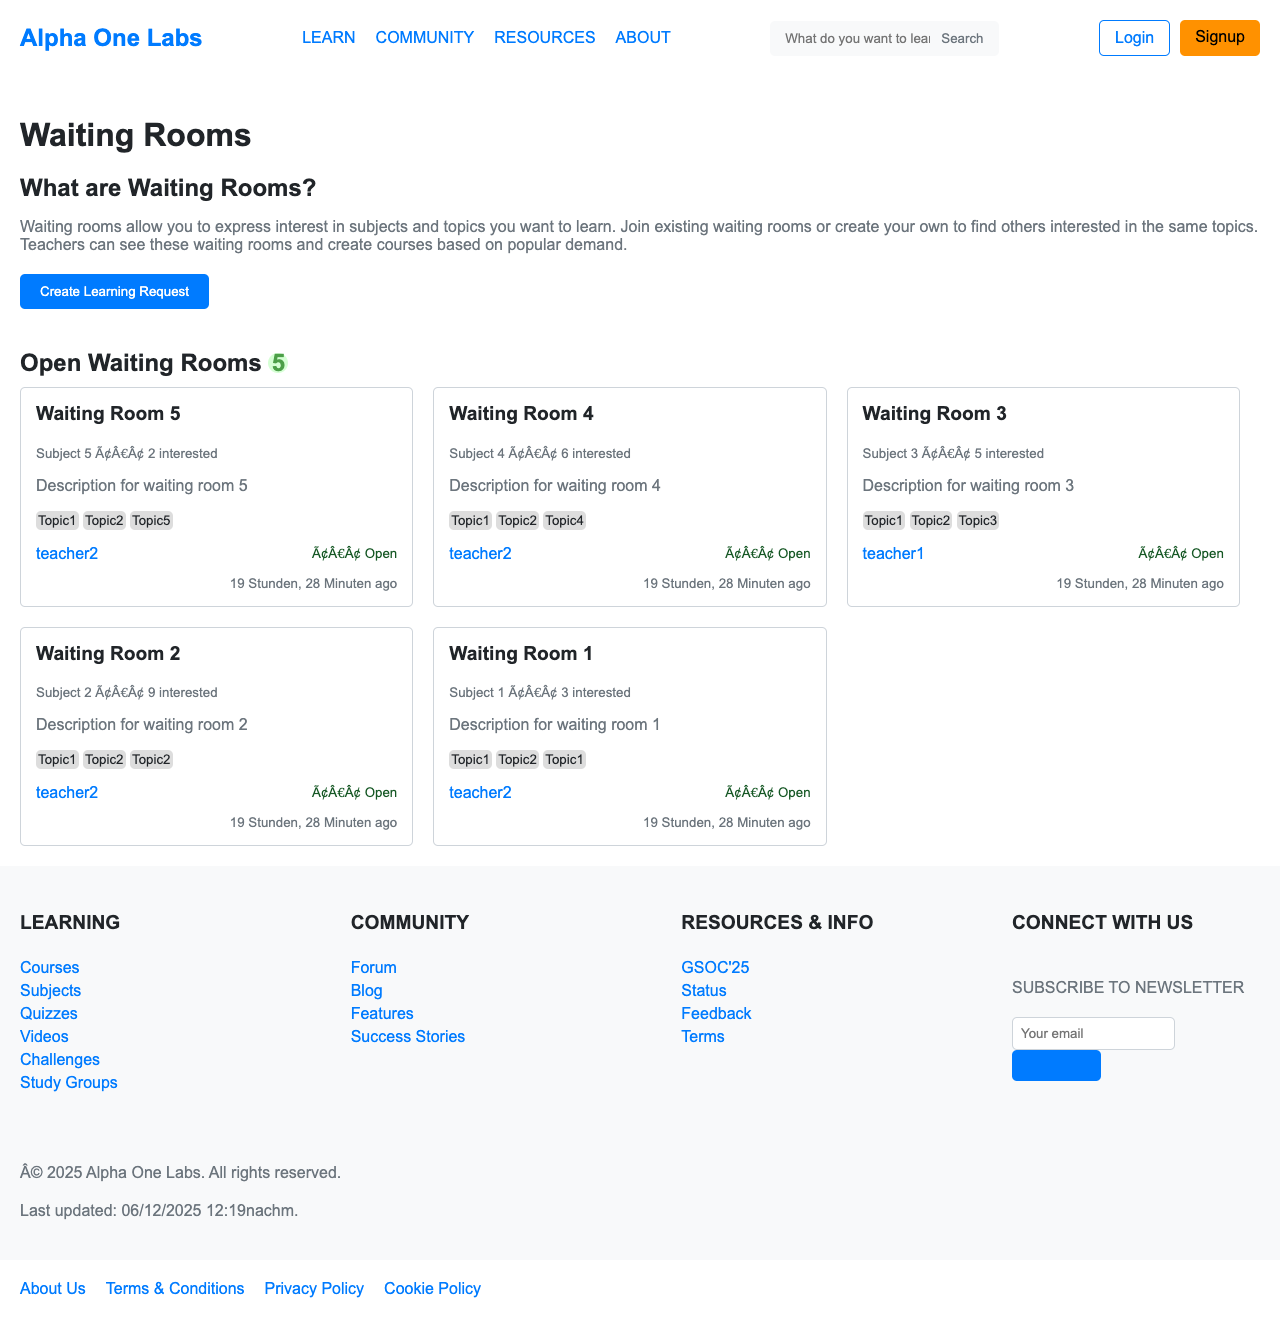 Alpha One Labs LEARN COMMUNITY RESOURCES ABOUT What do you want to lear Search Login Signup
Waiting Rooms
What are Waiting Rooms?
Waiting rooms allow you to express interest in subjects and topics you want to learn. Join existing waiting rooms or create your own to find others interested in the same topics.
Teachers can see these waiting rooms and create courses based on popular demand.
Create Learning Request
Open Waiting Rooms 5
Waiting Room 5
Subject 5 Ã¢Â€Â¢ 2 interested
Description for waiting room 5
Topic1 Topic2 Topic5
teacher2 Ã¢Â€Â¢ Open
19 Stunden, 28 Minuten ago
Waiting Room 4
Subject 4 Ã¢Â€Â¢ 6 interested
Description for waiting room 4
Topic1 Topic2 Topic4
teacher2 Ã¢Â€Â¢ Open
19 Stunden, 28 Minuten ago
Waiting Room 3
Subject 3 Ã¢Â€Â¢ 5 interested
Description for waiting room 3
Topic1 Topic2 Topic3
teacher1 Ã¢Â€Â¢ Open
19 Stunden, 28 Minuten ago
Waiting Room 2
Subject 2 Ã¢Â€Â¢ 9 interested
Description for waiting room 2
Topic1 Topic2 Topic2
teacher2 Ã¢Â€Â¢ Open
19 Stunden, 28 Minuten ago
Waiting Room 1
Subject 1 Ã¢Â€Â¢ 3 interested
Description for waiting room 1
Topic1 Topic2 Topic1
teacher2 Ã¢Â€Â¢ Open
19 Stunden, 28 Minuten ago
LEARNING
Courses
Subjects
Quizzes
Videos
Challenges
Study Groups
COMMUNITY
Forum
Blog
Features
Success Stories
RESOURCES & INFO
GSOC'25
Status
Feedback
Terms
CONNECT WITH US
SUBSCRIBE TO NEWSLETTER
Your email
Â© 2025 Alpha One Labs. All rights reserved.
Last updated: 06/12/2025 12:19nachm.
About Us Terms & Conditions Privacy Policy Cookie Policy